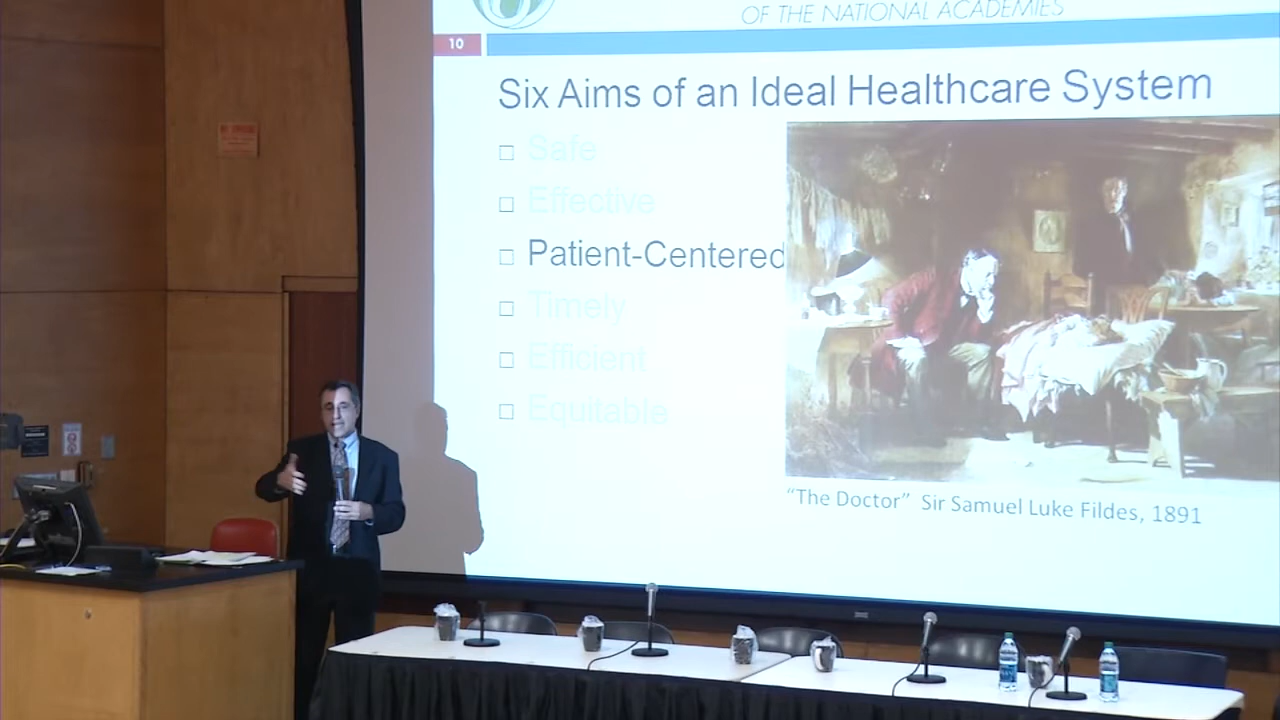 OF THE NATIONAL ACADEMIES
10
Six Aims of an Ideal Healthcare System
Safe
Effective
Patient-Centered
Timely
Efficient
Equitable
“The Doctor” Sir Samuel Luke Fildes, 1891